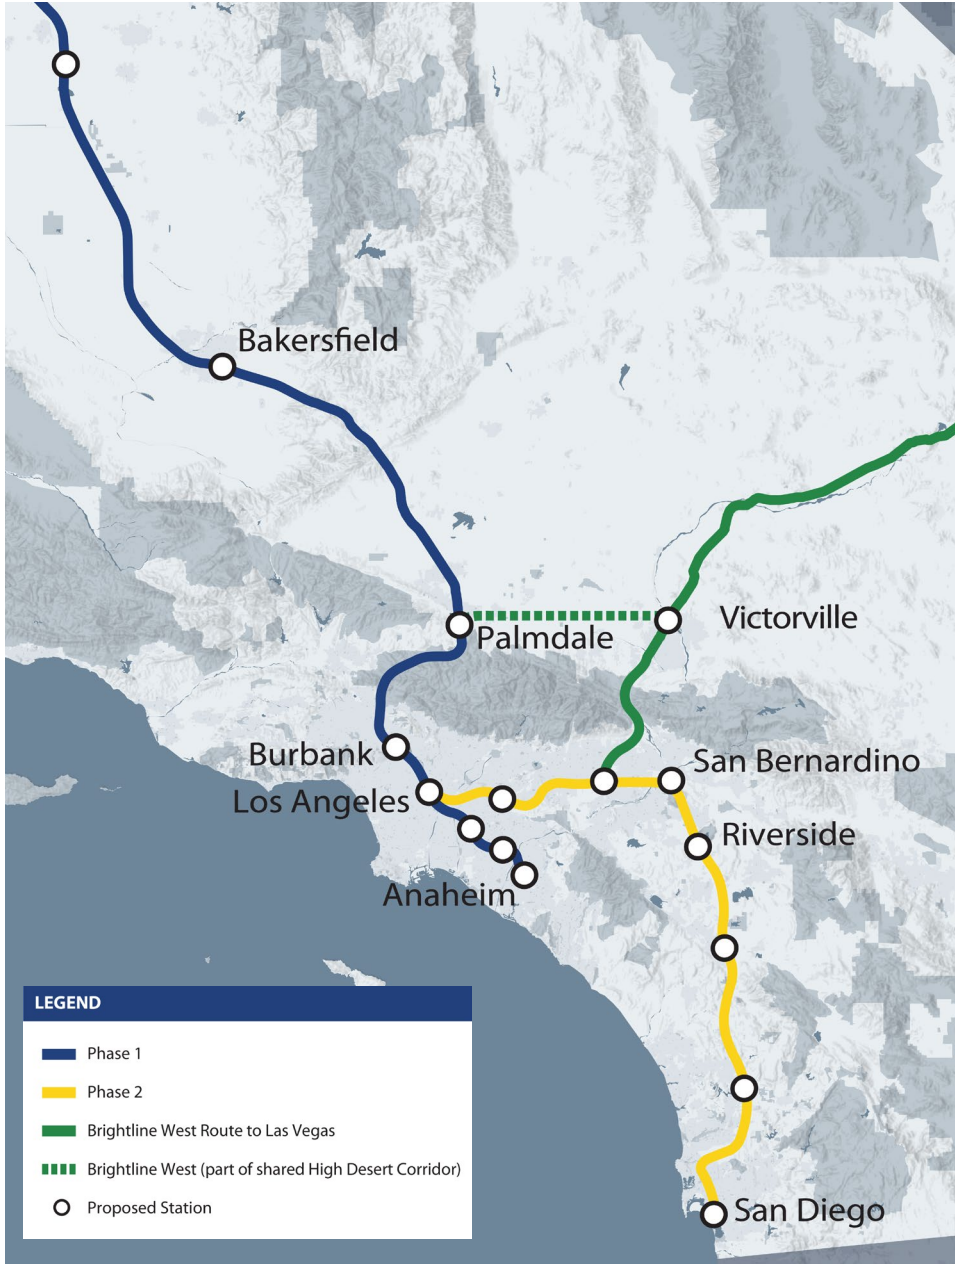 Bakersfield
Victorville
Palmdale
Burbank
San Bernardino
Los Angeles
Riverside
Anaheim
LEGEND
Phase 1
Phase 2
Brightline West Route to Las Vegas
Brightline West (part of shared High Desert Corridor)
Proposed Station
San Diego